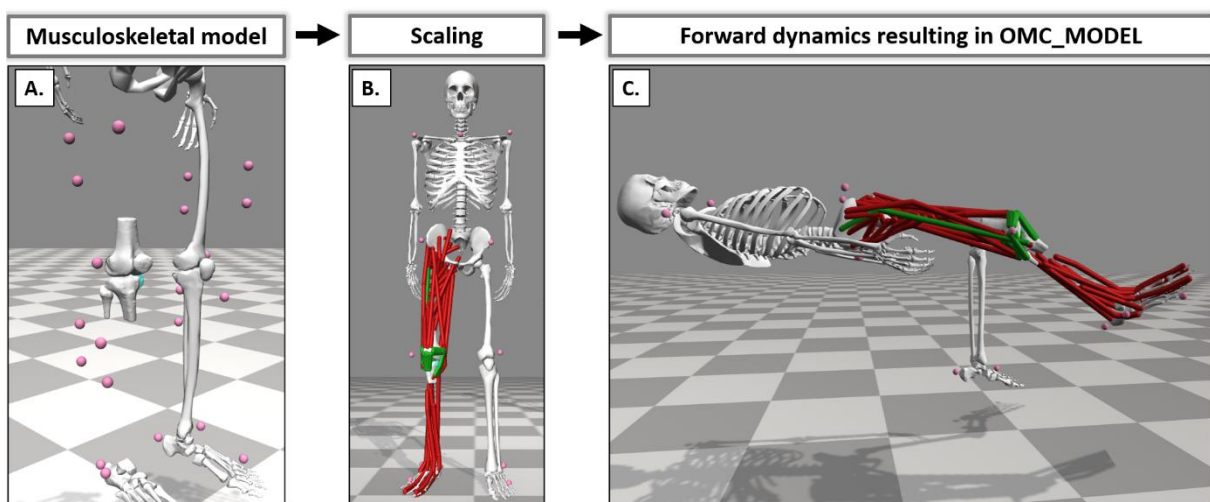 Musculoskeletal model
Scaling
Forward dynamics resulting in OMC_MODEL
A.
B.
C.